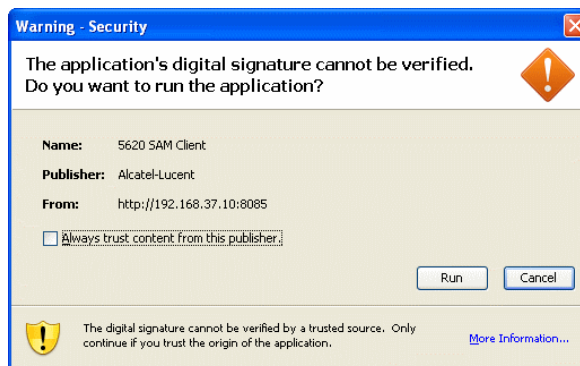 Warning - Security
The application's digital signature cannot be verified.
Do you want to run the application?
Name: 5620 SAM Client
Publisher: Alcatel-Lucent
From: http://192.168.37.10:8085
Always trust content from this publisher.
Run Cancel
The digital signature cannot be verified by a trusted source. Only
continue if you trust the origin of the application.
More Information...